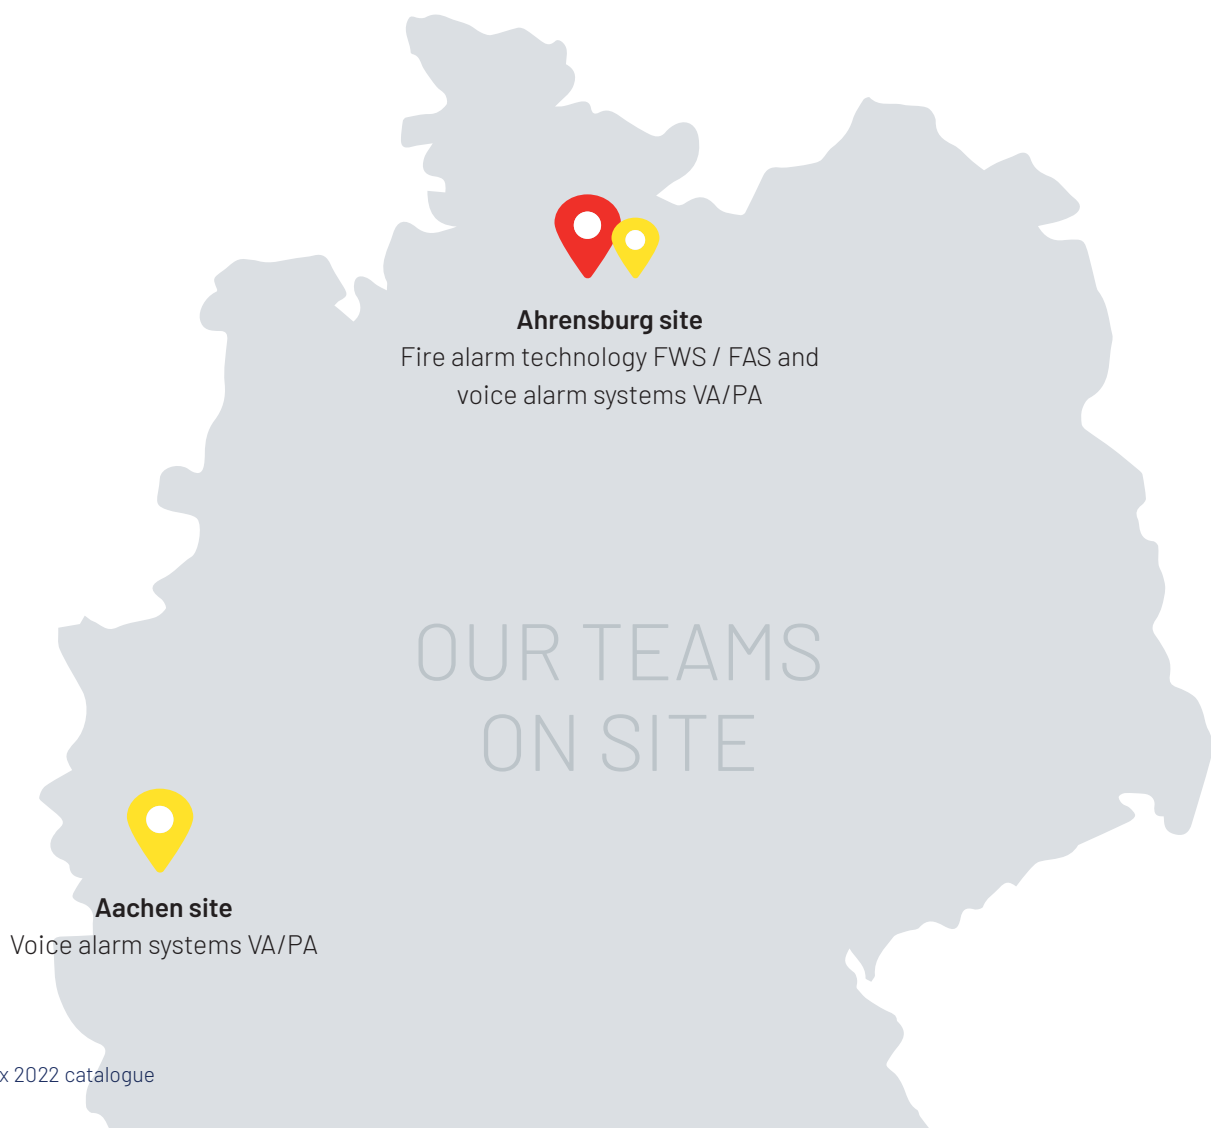 Ahrensburg site
Fire alarm technology FWS / FAS and
voice alarm systems VA/PA
OUR TEAMS
ON SITE
Aachen site
Voice alarm systems VA/PA
x 2022 catalogue